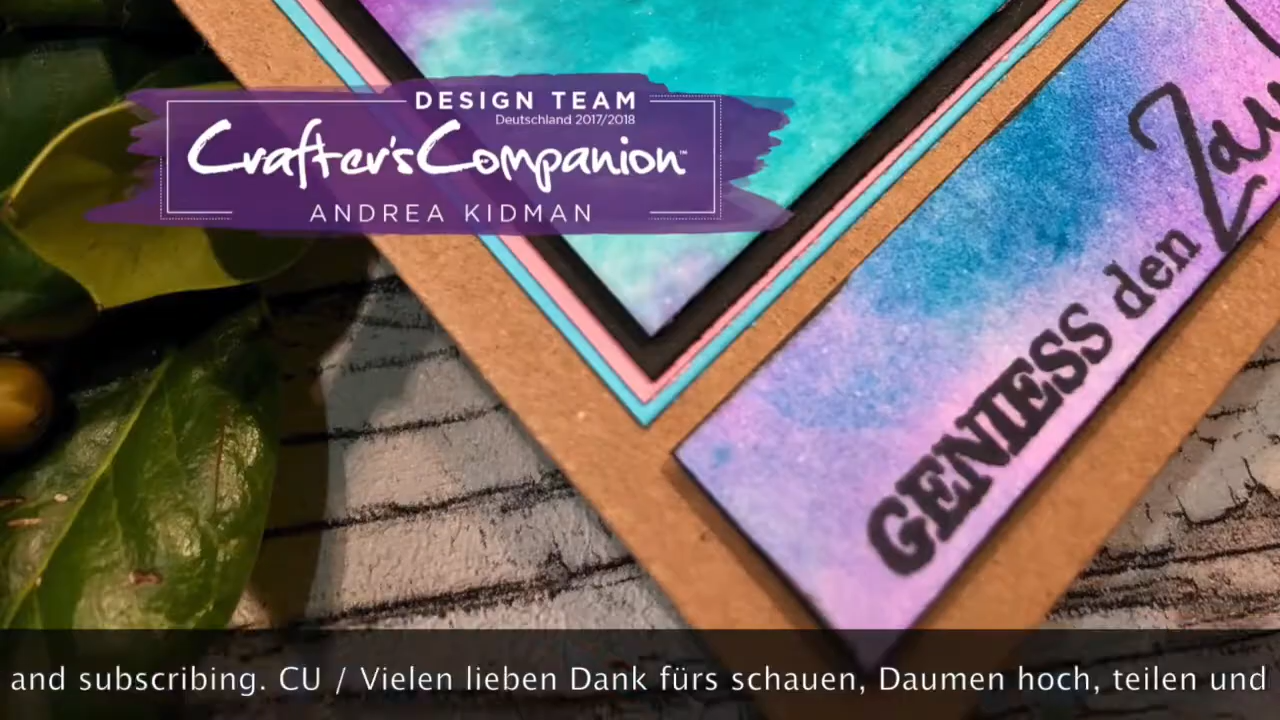 DESIGN TEAM
Deutschland 2017/2018
Crafter'sCompanion™
ANDREA KIDMAN
GENIESS den
and subscribing. CU / Vielen lieben Dank fürs schauen, Daumen hoch, teilen und